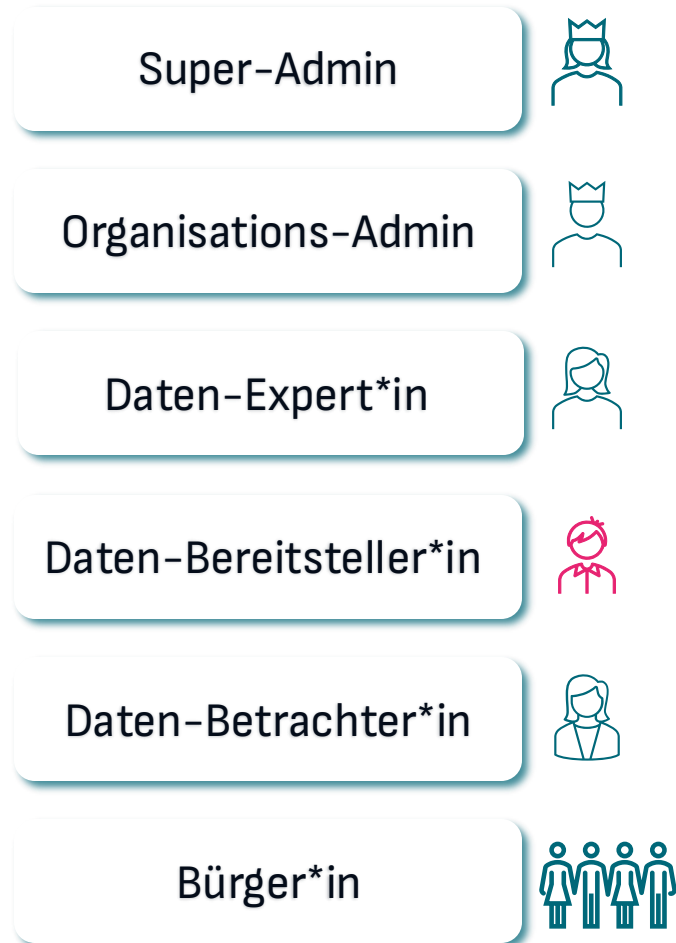 Super-Admin
Organisations-Admin
Daten-Expert*in
Daten-Bereitsteller*in
Daten-Betrachter*in
Bürger*in